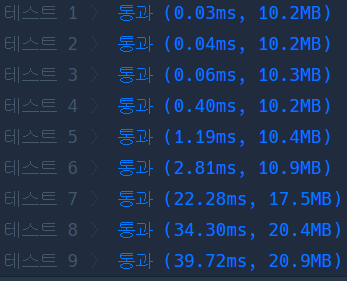 테스트 1 > 통과 (0.03ms, 10.2MB)
테스트 2 > 통과 (0.04ms, 10.2MB)
테스트 3 > 통과 (0.06ms, 10.3MB)
테스트 4 > 통과 (0.40ms, 10.2MB)
테스트 5 > 통과 (1.19ms, 10.4MB)
테스트 6 > 통과 (2.81ms, 10.9MB)
테스트 7 > 통과 (22.28ms, 17.5MB)
테스트 8 > 통과 (34.30ms, 20.4MB)
테스트 9 > 통과 (39.72ms, 20.9MB)